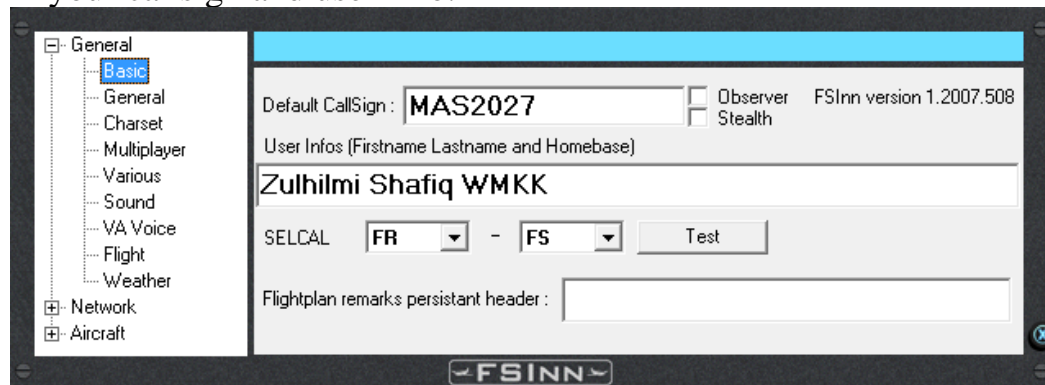 General
Basic
General
Charset
Multiplayer
Various
Sound
VA Voice
Flight
Weather
Network
Aircraft
Default CallSign : MAS2027
Observer
Stealth
FSInn version 1.2007.508
User Infos (Firstname Lastname and Homebase)
Zulhilmi Shafiq WMKK
SELCAL FR - FS Test
Flightplan remarks persistant header :
FSINN